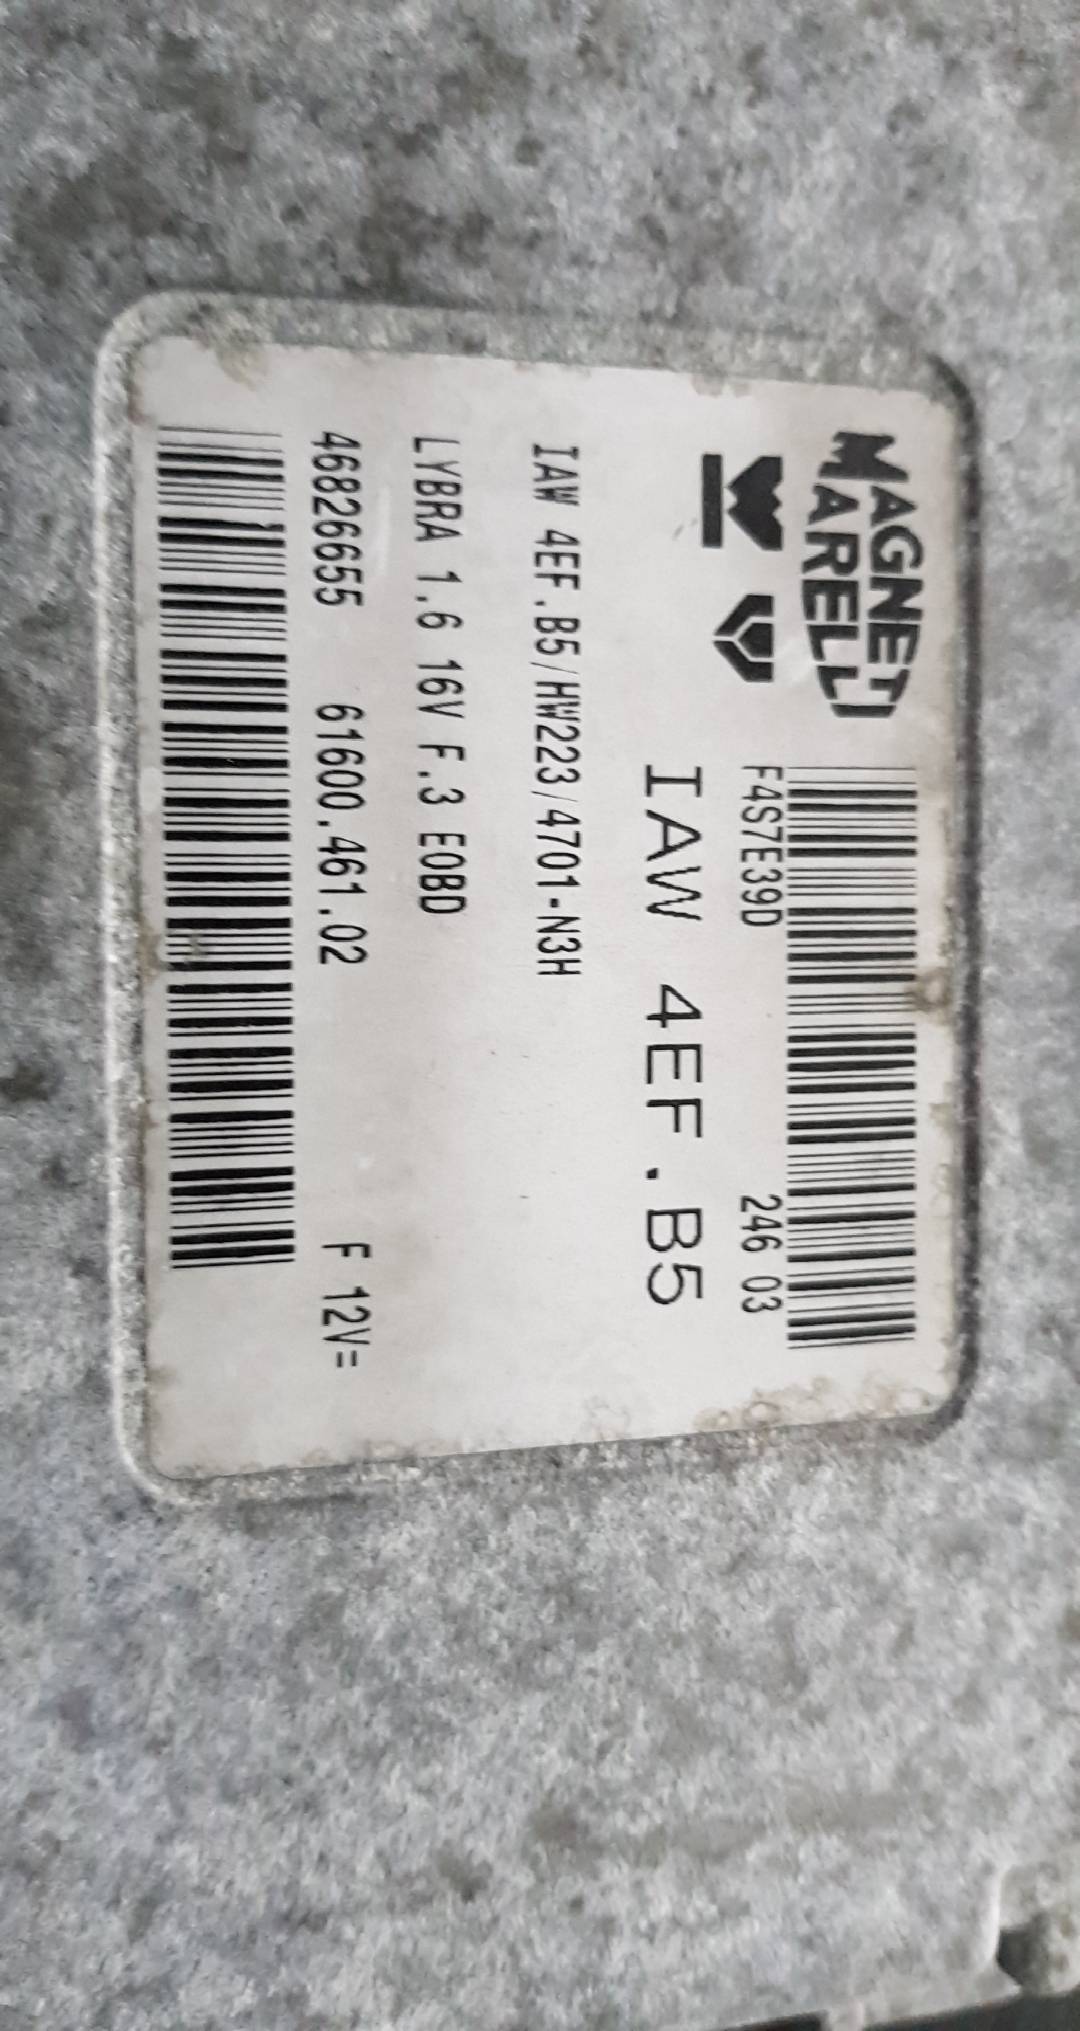 MAGNETI
MARELLI
F4S7E39D 246 03
IAW 4EF.B5
IAW 4EF.B5/HW223/4701-N3H
LYBRA 1.6 16V F.3 EOBD
46826655 61600.461.02 F 12V=